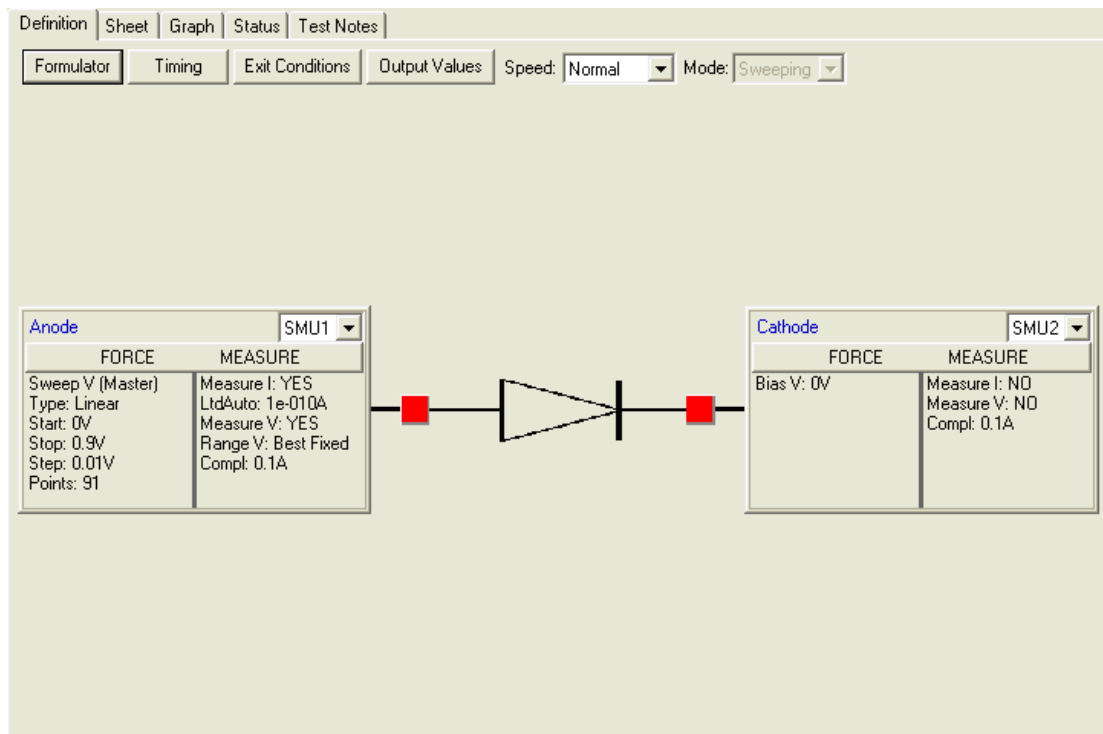 Definition Sheet Graph Status Test Notes
Formulator Timing Exit Conditions Output Values Speed: Normal Mode: Sweeping
Anode SMU1
FORCE MEASURE
Sweep V (Master)
Type: Linear
Start: 0V
Stop: 0.9V
Step: 0.01V
Points: 91
Measure I: YES
LtdAuto: 1e-010A
Measure V: YES
Range V: Best Fixed
Compl: 0.1A
Cathode SMU2
FORCE MEASURE
Bias V: 0V
Measure I: NO
Measure V: NO
Compl: 0.1A